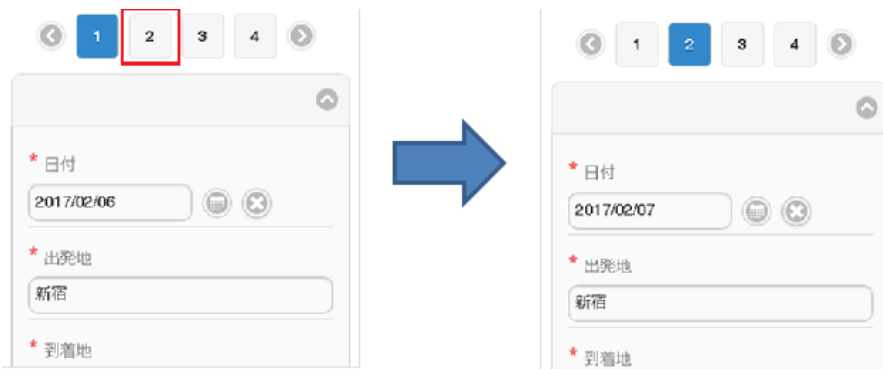 1 2 3 4
* 日付
2017/02/06
* 出発地
新宿
* 到着地
1 2 3 4
* 日付
2017/02/07
* 出発地
新宿
* 到着地